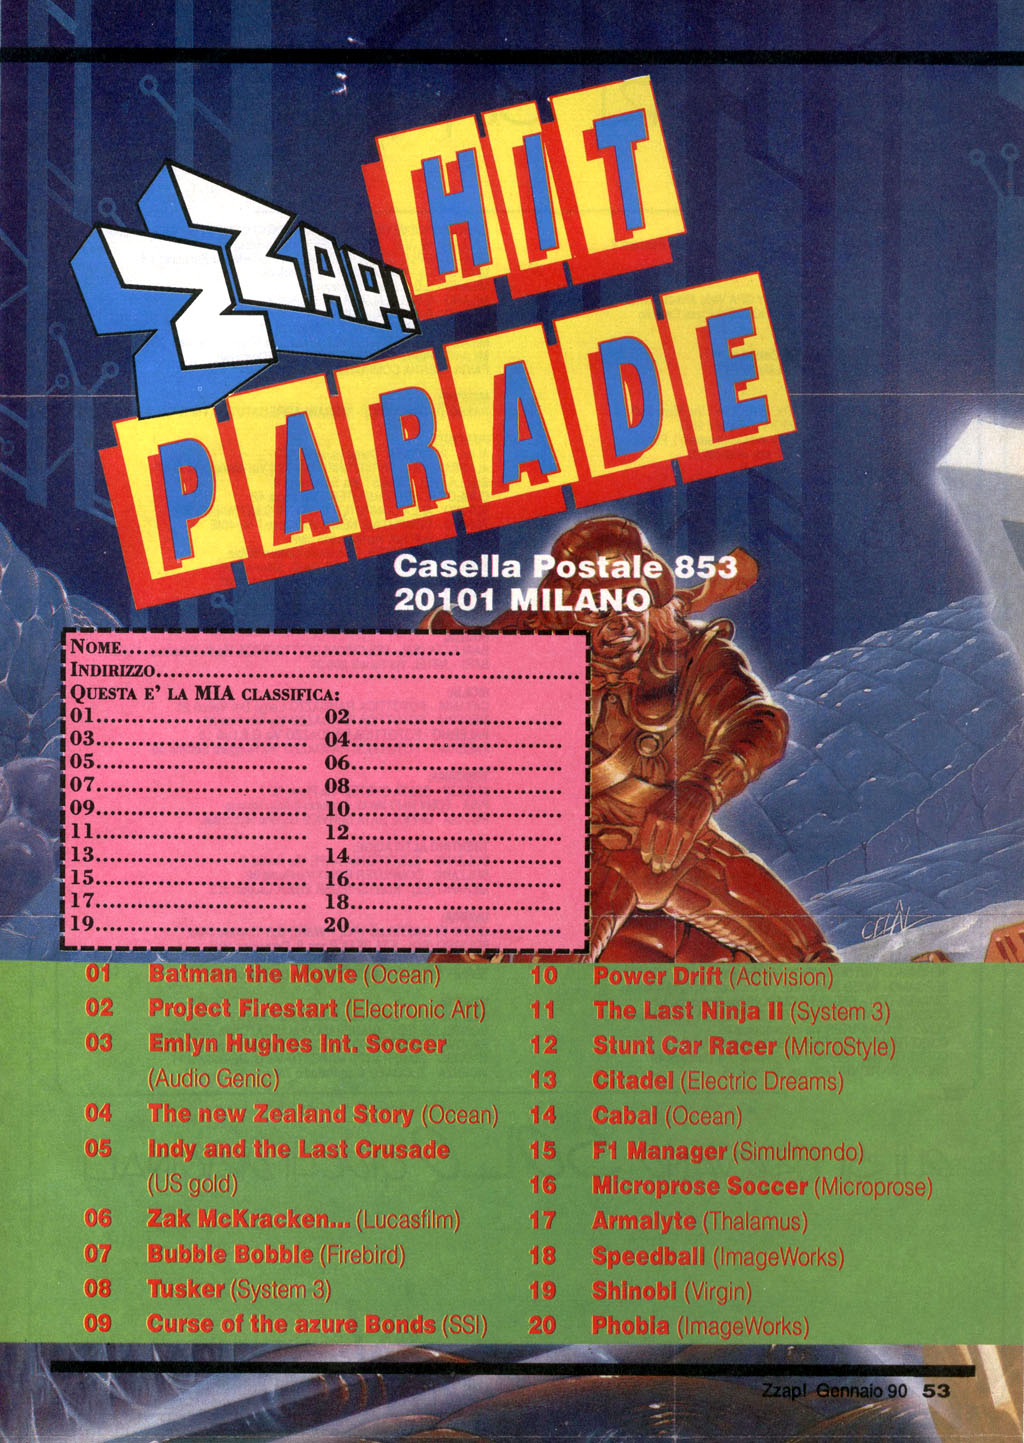 ZZAP!
HIT
PARADE
Casella Postale 853
20101 MILANO
NOME
INDIRIZZO
QUESTA E' LA MIA CLASSIFICA:
01 02
03 04
05 06
07 08
09 10
11 12
13 14
15 16
17 18
19 20
CELÂL
01 Batman the Movie (Ocean)
02 Project Firestart (Electronic Art)
03 Emlyn Hughes Int. Soccer
(Audio Genic)
04 The new Zealand Story (Ocean)
05 Indy and the Last Crusade
(US gold)
06 Zak McKracken... (Lucasfilm)
07 Bubble Bobble (Firebird)
08 Tusker (System 3)
09 Curse of the azure Bonds (SSI)
10 Power Drift (Activision)
11 The Last Ninja II (System 3)
12 Stunt Car Racer (MicroStyle)
13 Citadel (Electric Dreams)
14 Cabal (Ocean)
15 F1 Manager (Simulmondo)
16 Microprose Soccer (Microprose)
17 Armalyte (Thalamus)
18 Speedball (ImageWorks)
19 Shinobi (Virgin)
20 Phobia (ImageWorks)
Zzap! Gennaio 90 53